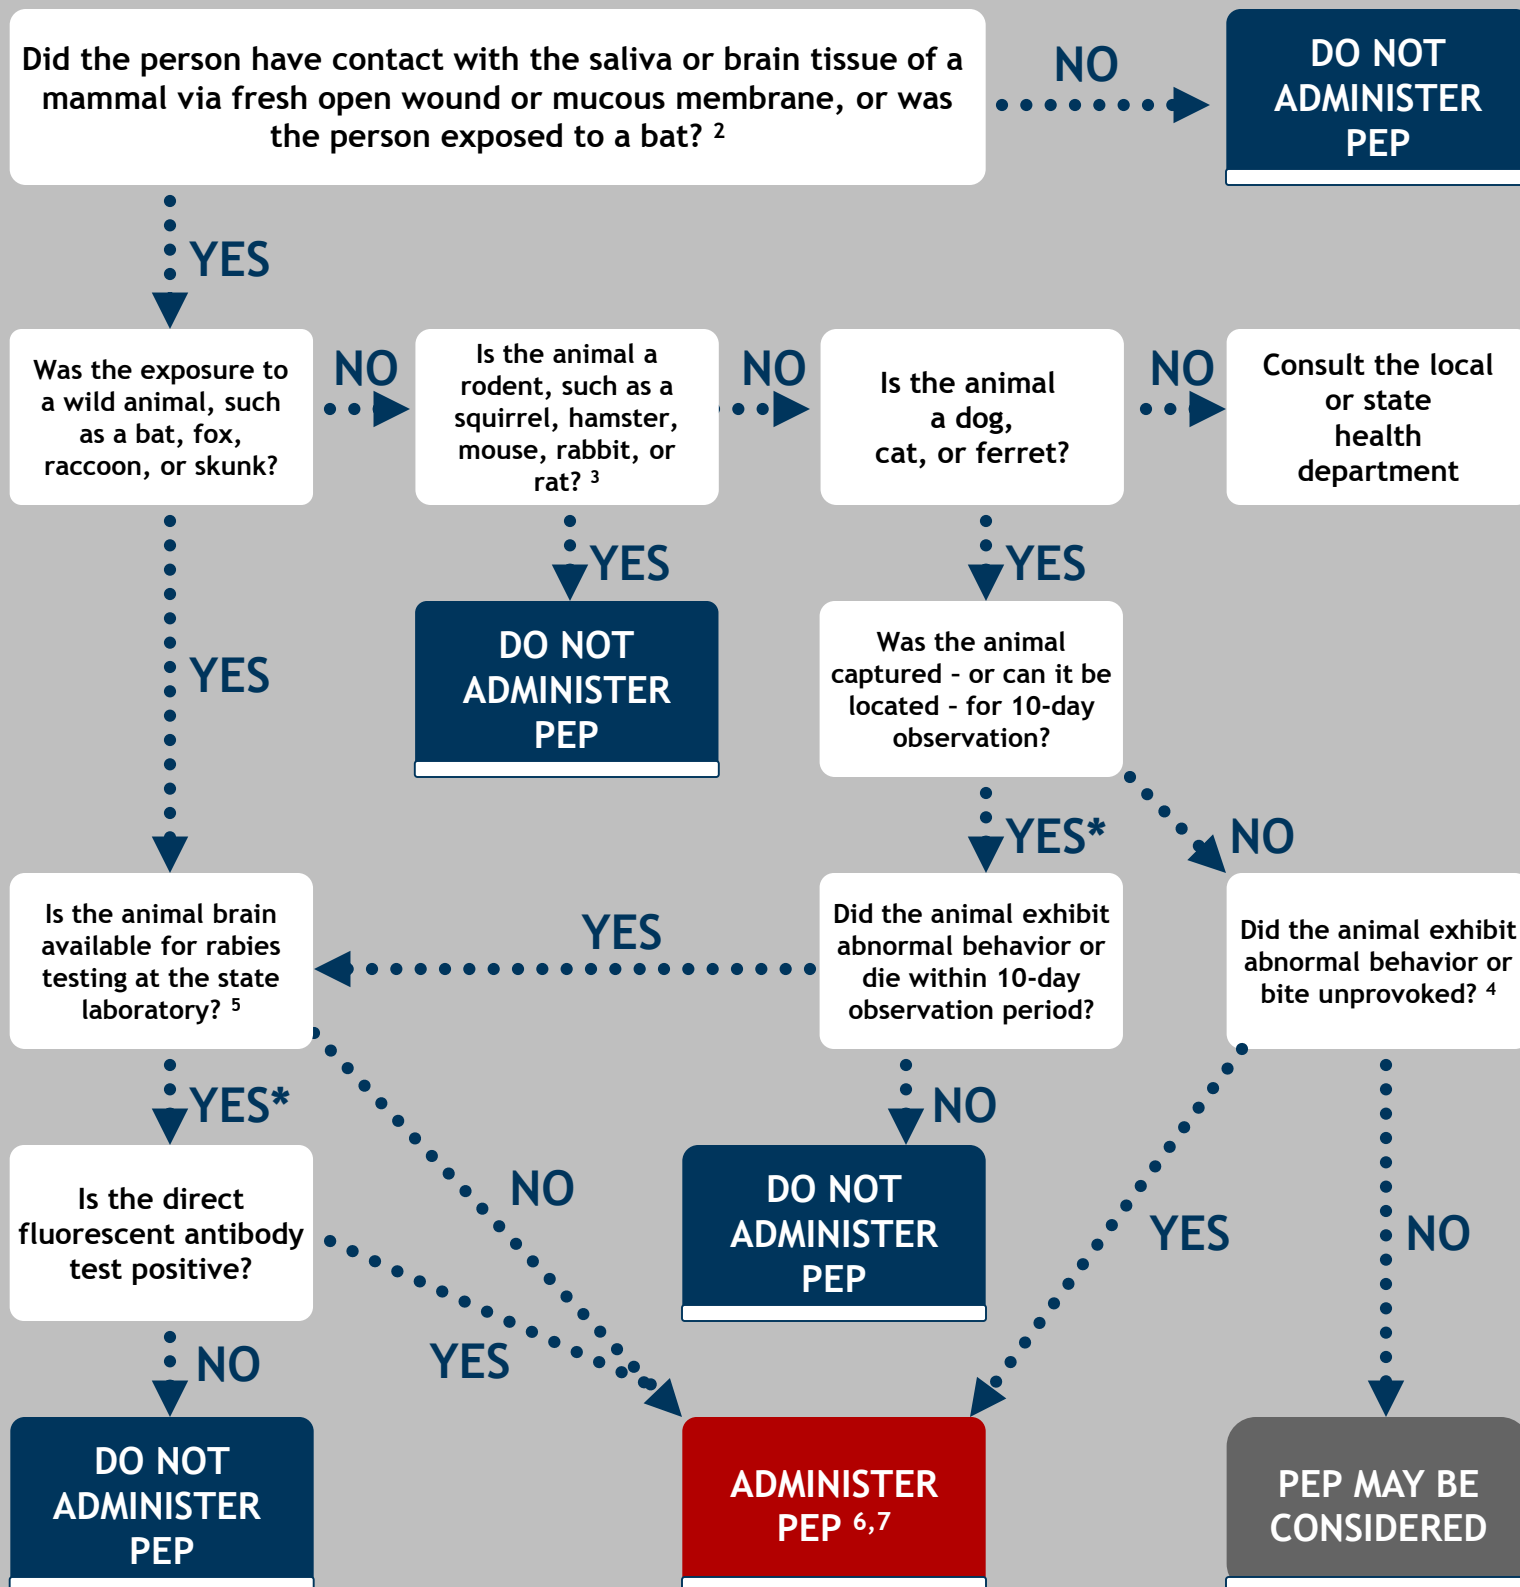 Did the person have contact with the saliva or brain tissue of a
mammal via fresh open wound or mucous membrane, or was
the person exposed to a bat? 2
NO
DO NOT
ADMINISTER
PEP
YES
Was the exposure to
a wild animal, such
as a bat, fox,
raccoon, or skunk?
NO
Is the animal a
rodent, such as a
squirrel, hamster,
mouse, rabbit, or
rat? 3
NO
Is the animal
a dog,
cat, or ferret?
NO
Consult the local
or state
health
department
YES
YES
YES
DO NOT
ADMINISTER
PEP
Was the animal
captured - or can it be
located - for 10-day
observation?
YES*
NO
Is the animal brain
available for rabies
testing at the state
laboratory? 5
YES
Did the animal exhibit
abnormal behavior or
die within 10-day
observation period?
Did the animal exhibit
abnormal behavior or
bite unprovoked? 4
YES*
NO
NO
YES
NO
Is the direct
fluorescent antibody
test positive?
DO NOT
ADMINISTER
PEP
NO
YES
DO NOT
ADMINISTER
PEP
ADMINISTER
PEP 6,7
PEP MAY BE
CONSIDERED